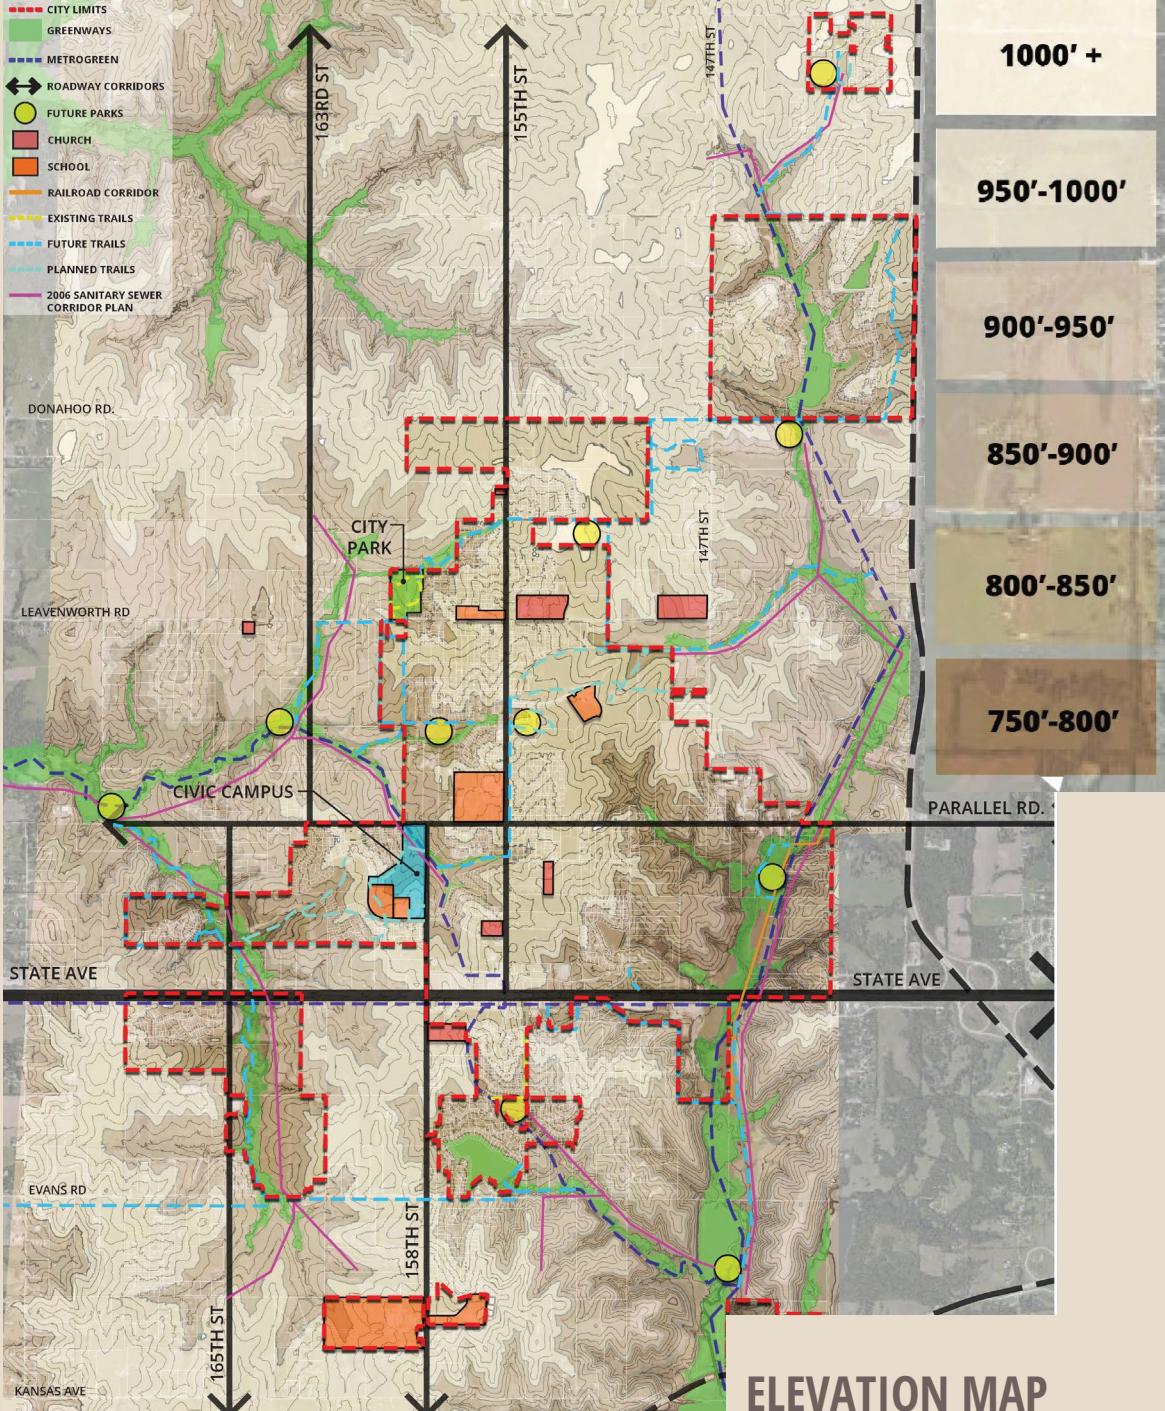 CITY LIMITS
GREENWAYS
METROGREEN
ROADWAY CORRIDORS
FUTURE PARKS
CHURCH
SCHOOL
RAILROAD CORRIDOR
EXISTING TRAILS
FUTURE TRAILS
PLANNED TRAILS
2006 SANITARY SEWER
CORRIDOR PLAN
163RD ST
155TH ST
147TH ST
1000’ +
950’-1000’
900’-950’
850’-900’
800’-850’
750’-800’
DONAHOO RD.
CITY
PARK
147TH ST
LEAVENWORTH RD
CIVIC CAMPUS
PARALLEL RD.
STATE AVE
STATE AVE
EVANS RD
158TH ST
165TH ST
KANSAS AVE
ELEVATION MAP